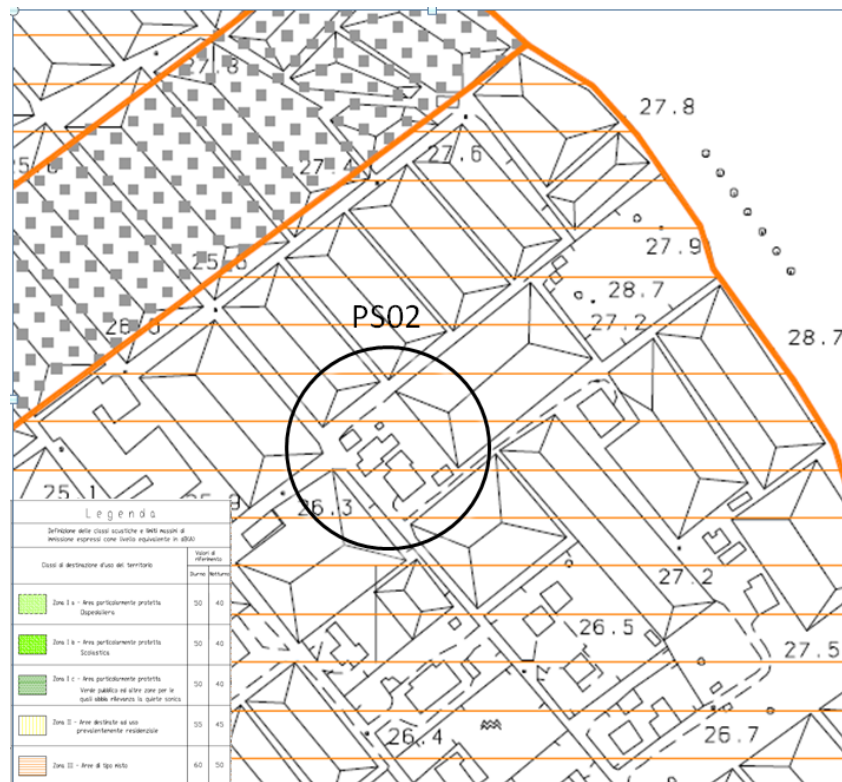 27.8
27.8
27.6
27.4
27.9
28.7
27.2
28.7
26.0
PS02
25.1
26.3
27.2
26.5
27.5
26.4
26.7
Legenda
Definizione delle classi acustiche e limiti massimi di
immissione espressi come livello equivalente in dB(A)
Classi di destinazione d'uso del territorio
Valori di
riferimento
Diurno Notturno
Zona I a - Aree particolarmente protette
Ospedaliera
50 40
Zona I b - Aree particolarmente protette
Scolastica
50 40
Zona I c - Aree particolarmente protette
Verde pubblico ed altre zone per le
quali abbia rilevanza la quiete sonica
50 40
Zona II - Aree destinate ad uso
prevalentemente residenziale
55 45
Zona III - Aree di tipo misto
60 50